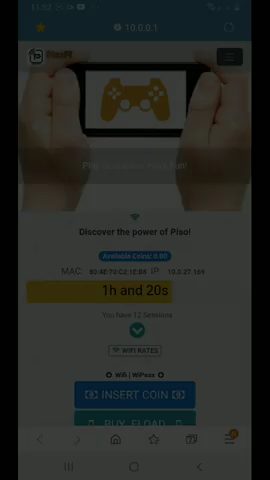 11:52
10.0.0.1
PisoFi
Discover the power of Piso!
Available Coins: 0.00
MAC: IP:
1h and 20s
You have 12 Sessions
WIFI RATES
Wifi | WiPass
INSERT COIN
BUY ELOAD